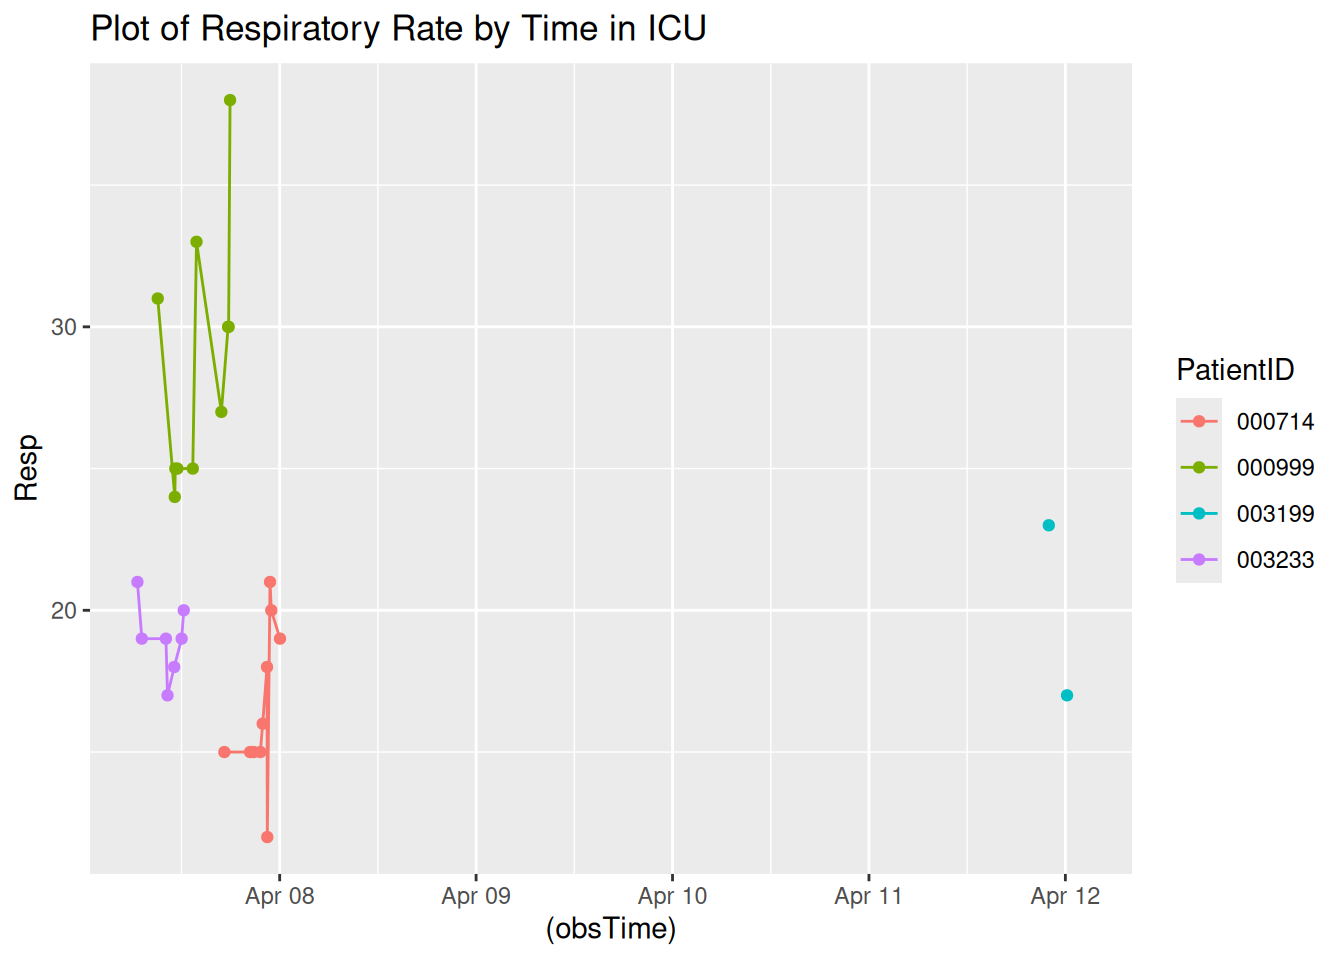 Plot of Respiratory Rate by Time in ICU
Resp
30
20
Apr 08
Apr 09
Apr 10
Apr 11
Apr 12
(obsTime)
PatientID
000714
000999
003199
003233